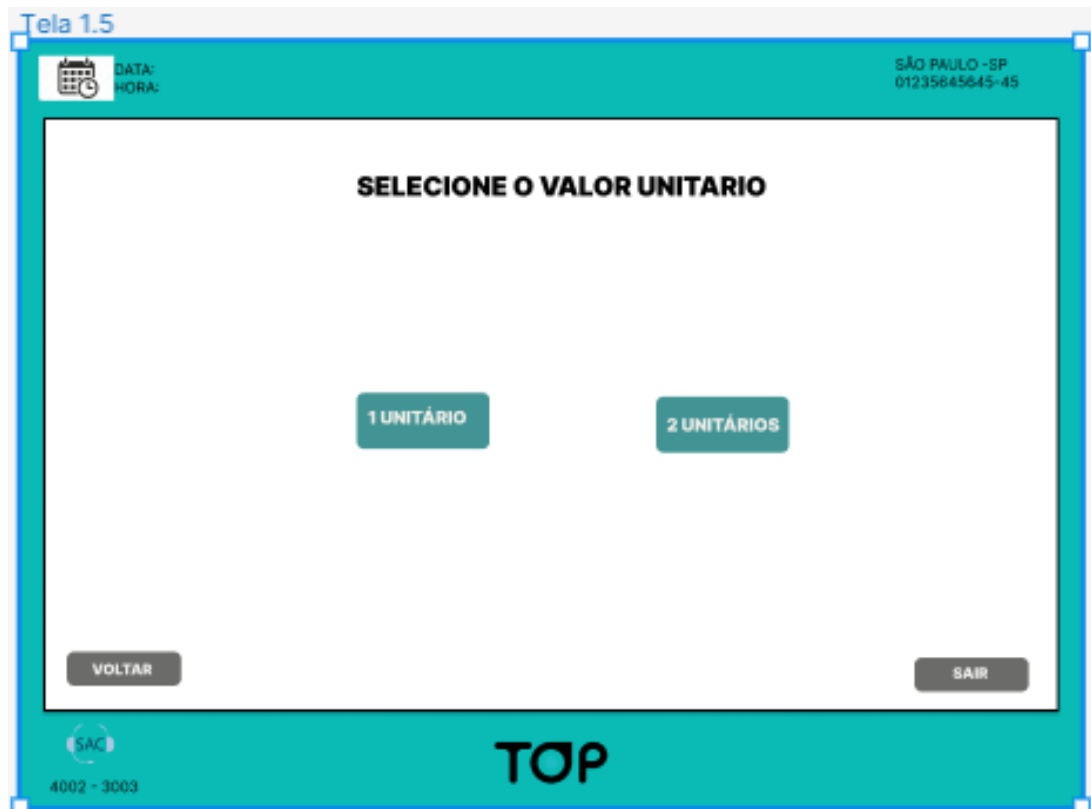 Tela 1.5
DATA:
HORA:
SÃO PAULO -SP
01235645645-45
SELECIONE O VALOR UNITARIO
1 UNITÁRIO
2 UNITÁRIOS
VOLTAR
SAIR
SAC
4002 - 3003
TOP